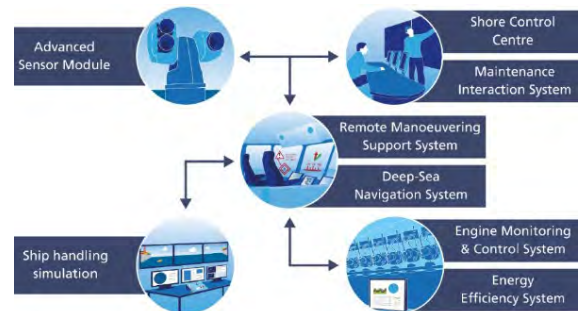 Advanced
Sensor Module
Shore Control
Centre
Maintenance
Interaction System
Remote Manoeuvering
Support System
Deep-Sea
Navigation System
Ship handling
simulation
Engine Monitoring
& Control System
Energy
Efficiency System